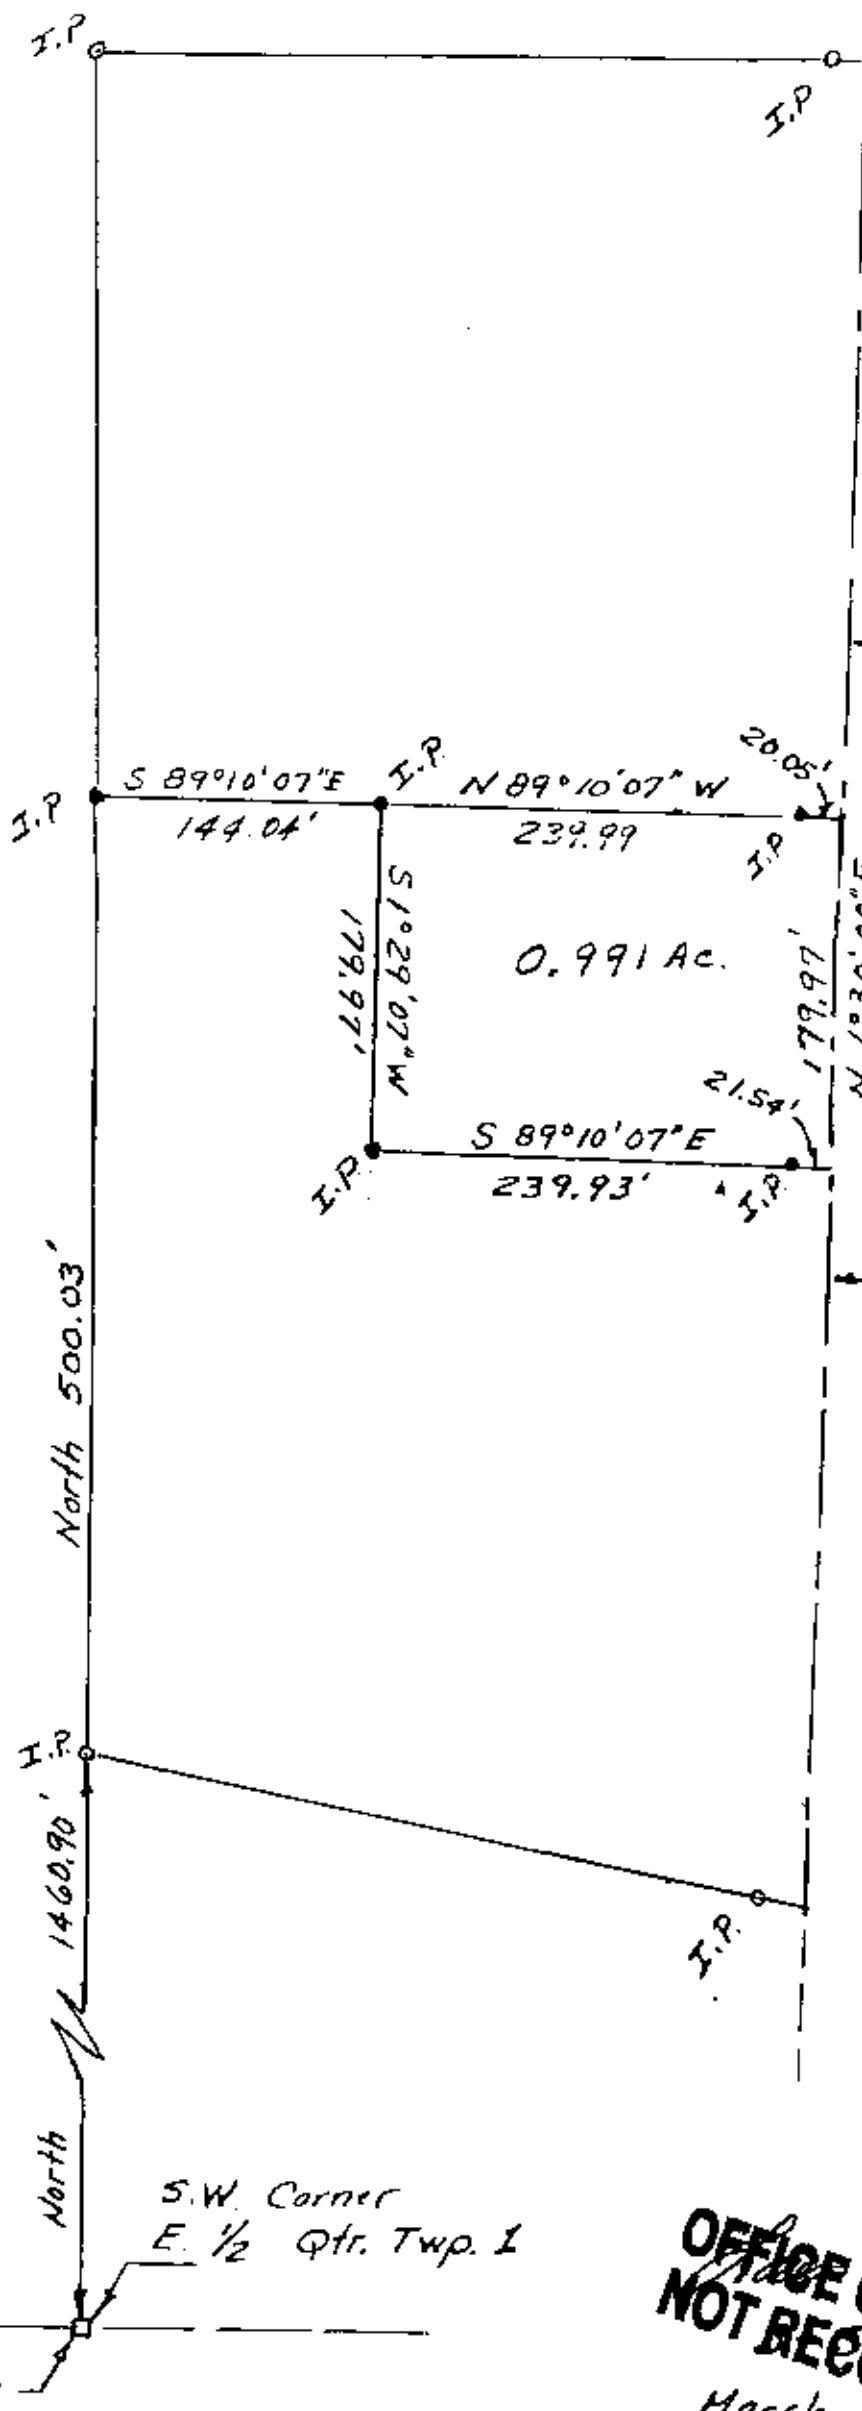 I.P
I.P
20.05'
I.P.
S 89°10'07"E
N 89°10'07" W
I.P
144.04'
239.99
I.P
S 1°29'07"W
179.97'
0.991 Ac.
179.97'
21.54'
S 89°10'07"E
I.P.
239.93'
I.P.
North 500.03'
I.P.
1460.90'
I.P.
North
S.W. Corner
E. 1/2 Qtr. Twp. 1
OFFICE
NOT
March